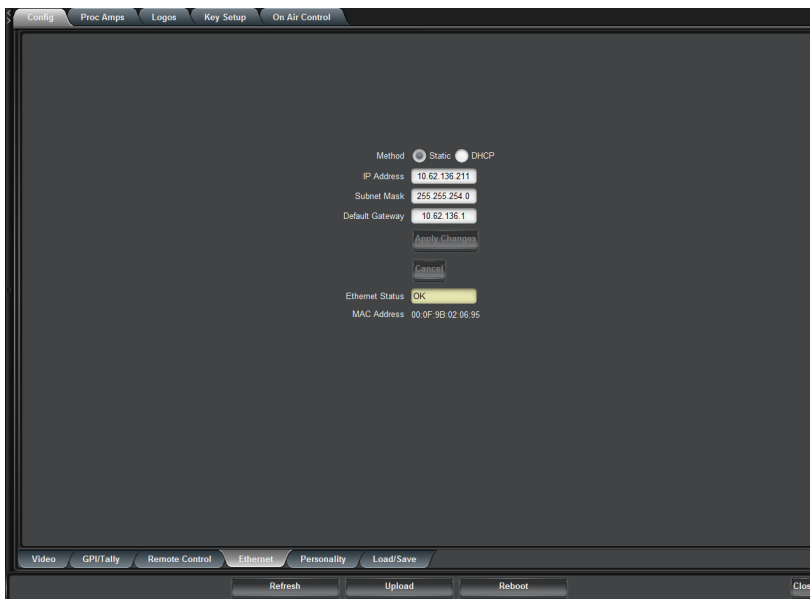 Config Proc Amps Logos Key Setup On Air Control
Method Static DHCP
IP Address 10.62.136.211
Subnet Mask 255.255.254.0
Default Gateway 10.62.136.1
Apply Changes
Cancel
Ethernet Status OK
MAC Address 00:0F:9B:02:06:95
Video GPI/Tally Remote Control Ethernet Personality Load/Save
Refresh Upload Reboot Clos